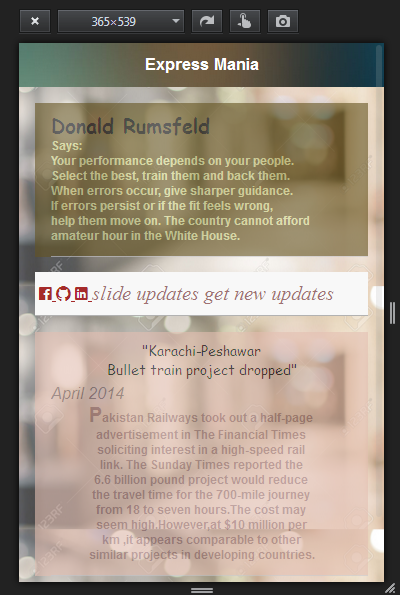 365×539
Express Mania
Donald Rumsfeld
Says:
Your performance depends on your people.
Select the best, train them and back them.
When errors occur, give sharper guidance.
If errors persist or if the fit feels wrong,
help them move on. The country cannot afford
amateur hour in the White House.
slide updates get new updates
"Karachi-Peshawar
Bullet train project dropped"
April 2014
Pakistan Railways took out a half-page
advertisement in The Financial Times
soliciting interest in a high-speed rail
link. The Sunday Times reported the
6.6 billion pound project would reduce
the travel time for the 700-mile journey
from 18 to seven hours.The cost may
seem high.However,at $10 million per
km ,it appears comparable to other
similar projects in developing countries.